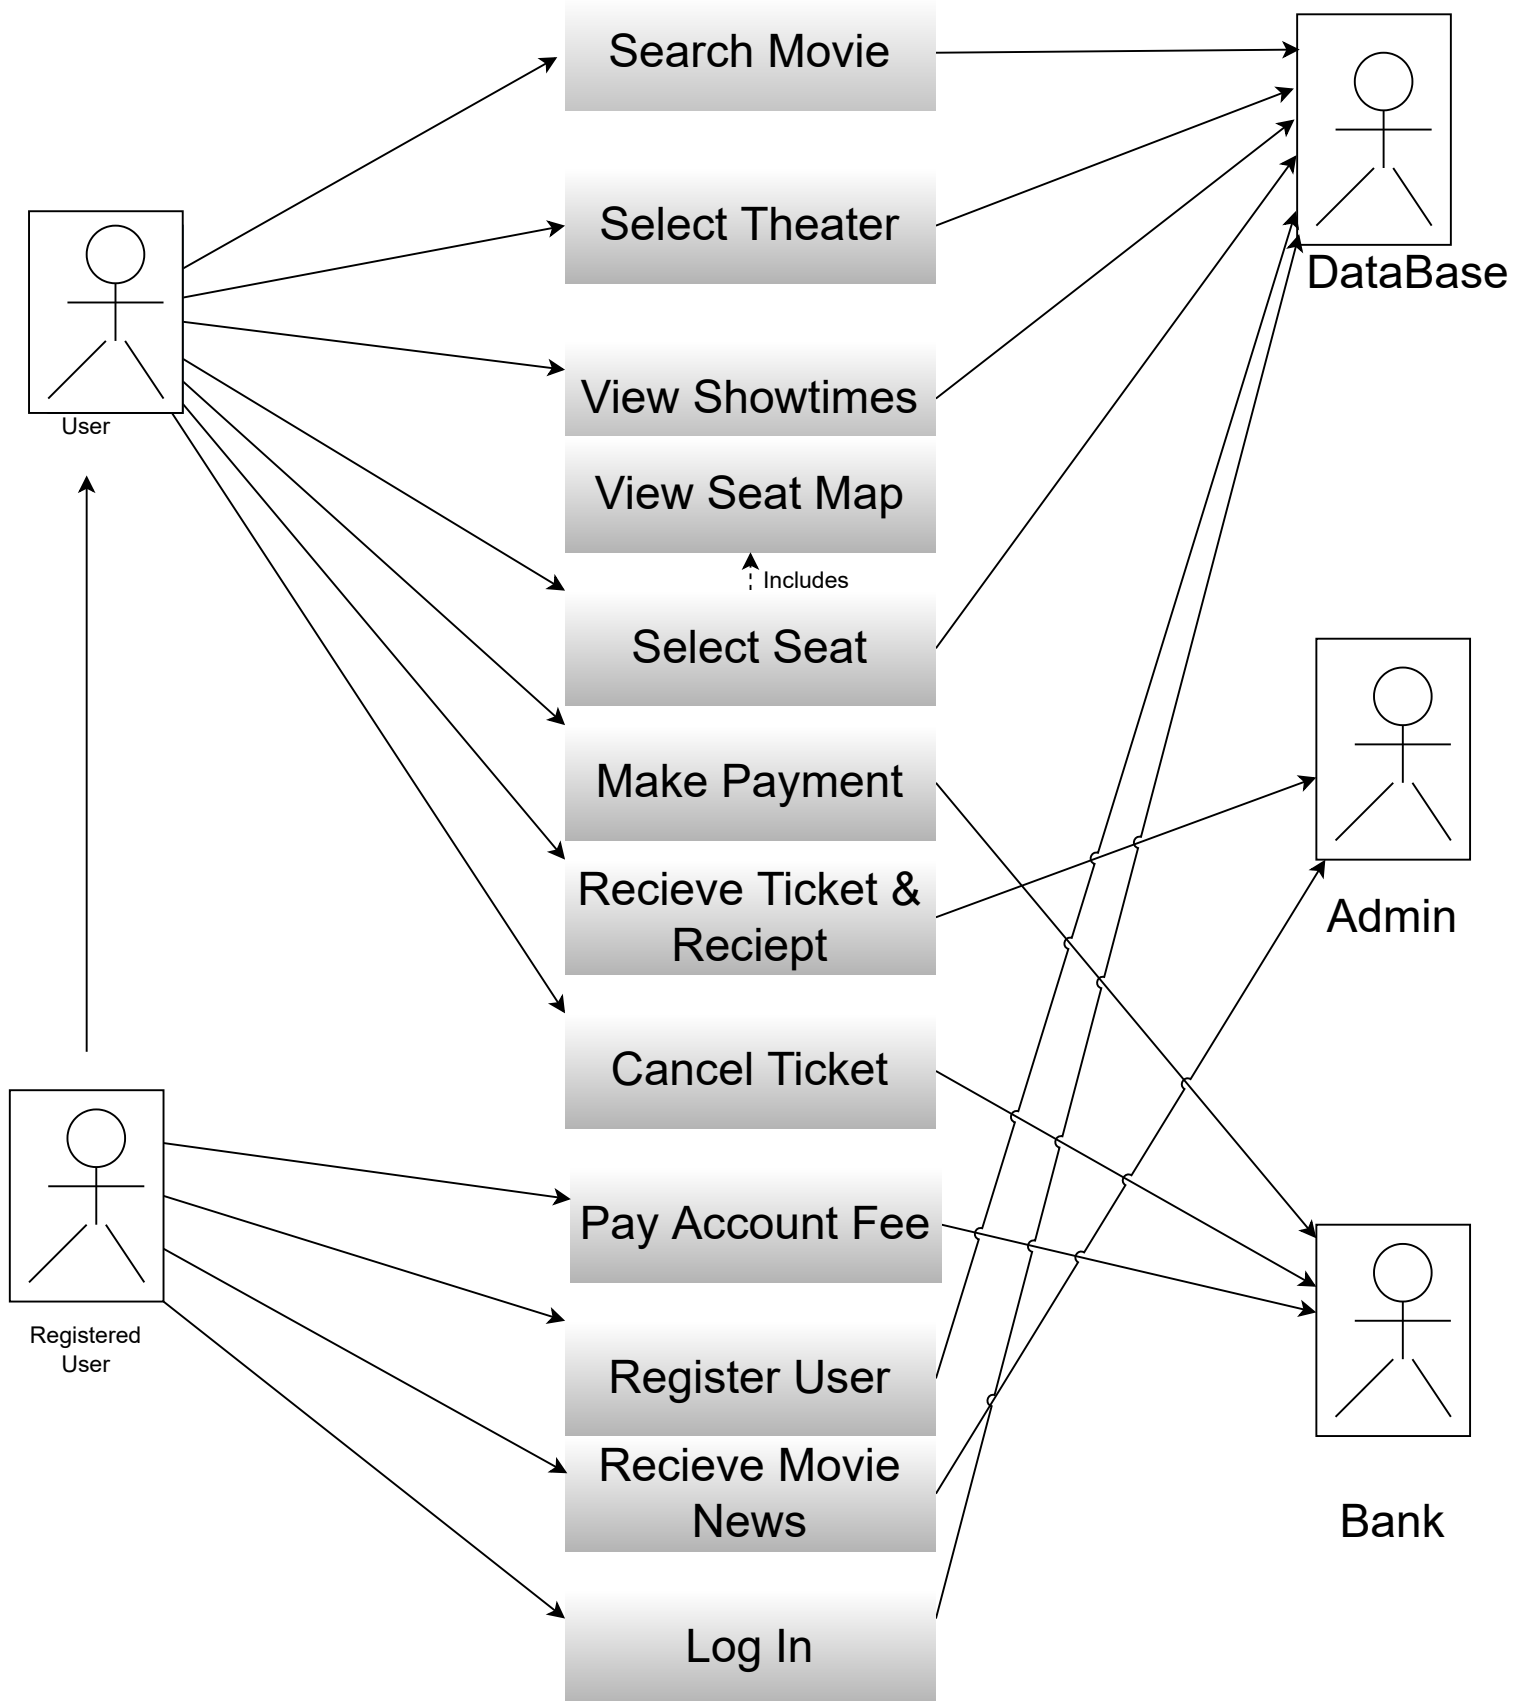 Search Movie
Select Theater
DataBase
View Showtimes
User
View Seat Map
Includes
Select Seat
Make Payment
Recieve Ticket &
Reciept
Admin
Cancel Ticket
Pay Account Fee
Registered
User
Register User
Recieve Movie
News
Bank
Log In